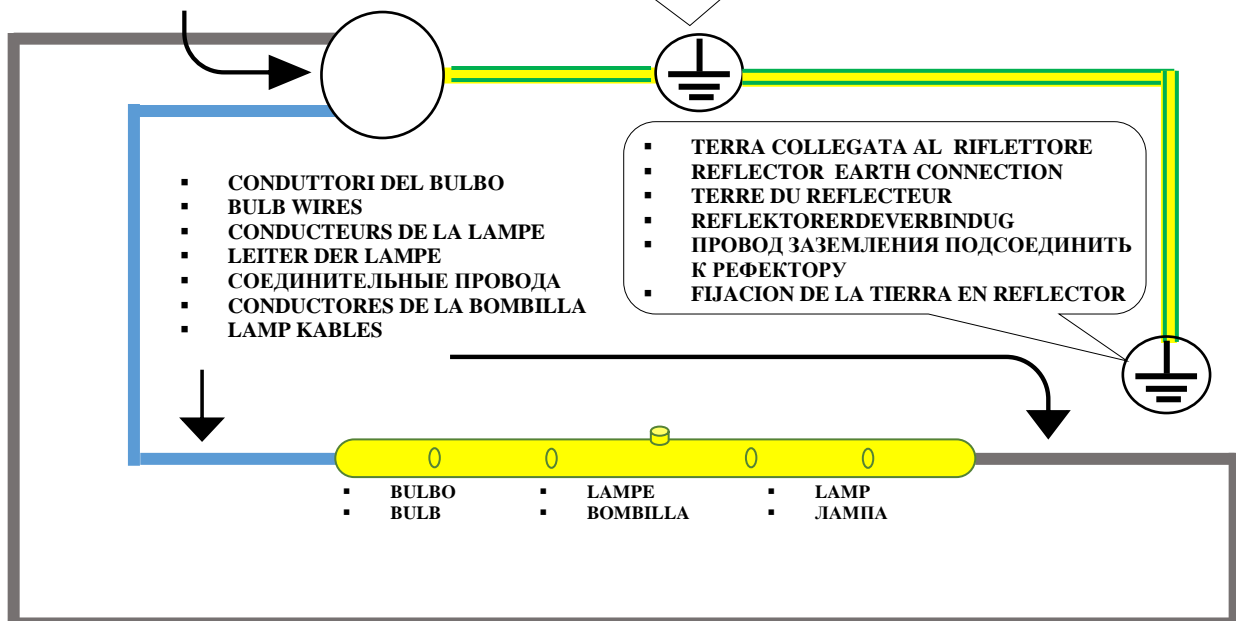 ▪ TERRA COLLEGATA AL RIFLETTORE
▪ REFLECTOR EARTH CONNECTION
▪ TERRE DU REFLECTEUR
▪ REFLEKTORERDEVERBINDUG
▪ ПРОВОД ЗАЗЕМЛЕНИЯ ПОДСОЕДИНИТЬ
К РЕФЕКТОРУ
▪ FIJACION DE LA TIERRA EN REFLECTOR
▪ CONDUTTORI DEL BULBO
▪ BULB WIRES
▪ CONDUCTEURS DE LA LAMPE
▪ LEITER DER LAMPE
▪ СОЕДИНИТЕЛЬНЫЕ ПРОВОДА
▪ CONDUCTORES DE LA BOMBILLA
▪ LAMP KABLES
▪ BULBO
▪ BULB
▪ LAMPE
▪ BOMBILLA
▪ LAMP
▪ ЛАМПА